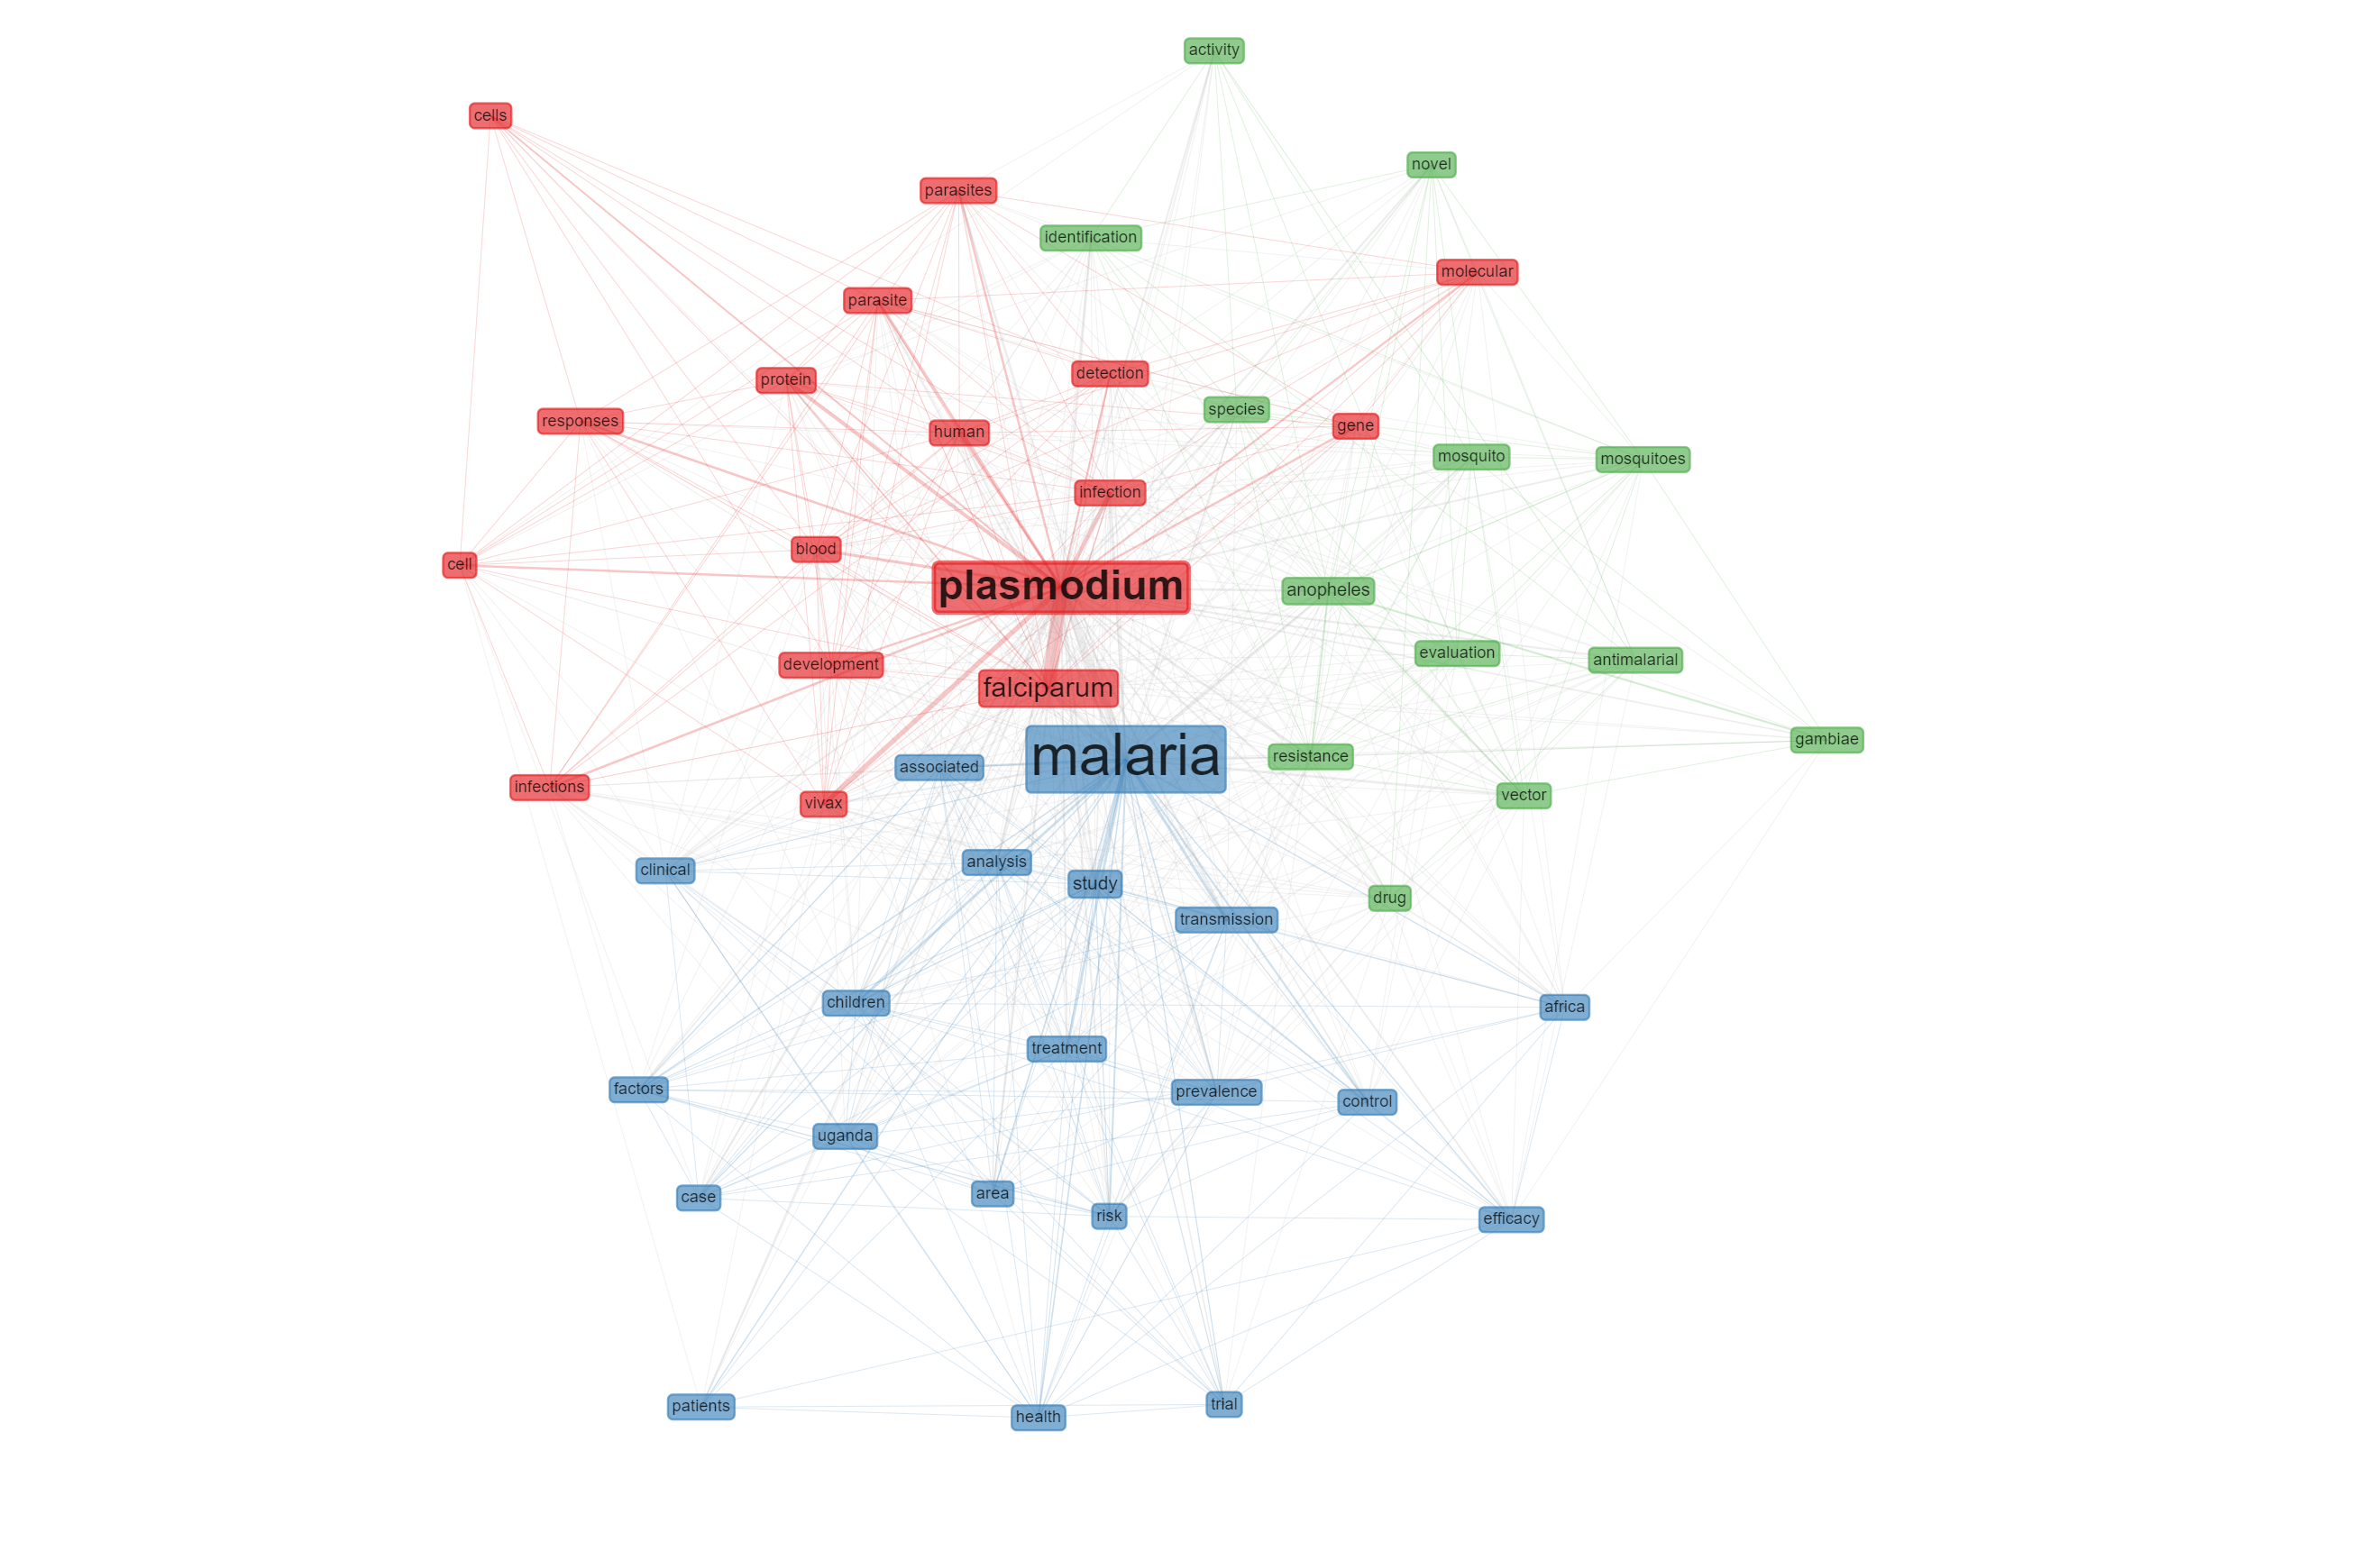 activity
cells
novel
parasites
identification
molecular
parasite
detection
protein
species
responses
gene
human
mosquito
mosquitoes
infection
blood
cell
plasmodium
anopheles
evaluation
antimalarial
development
falciparum
gambiae
malaria
resistance
associated
infections
vector
vivax
analysis
clinical
study
drug
transmission
children
africa
treatment
factors
prevalence
control
uganda
area
case
risk
efficacy
trial
patients
health